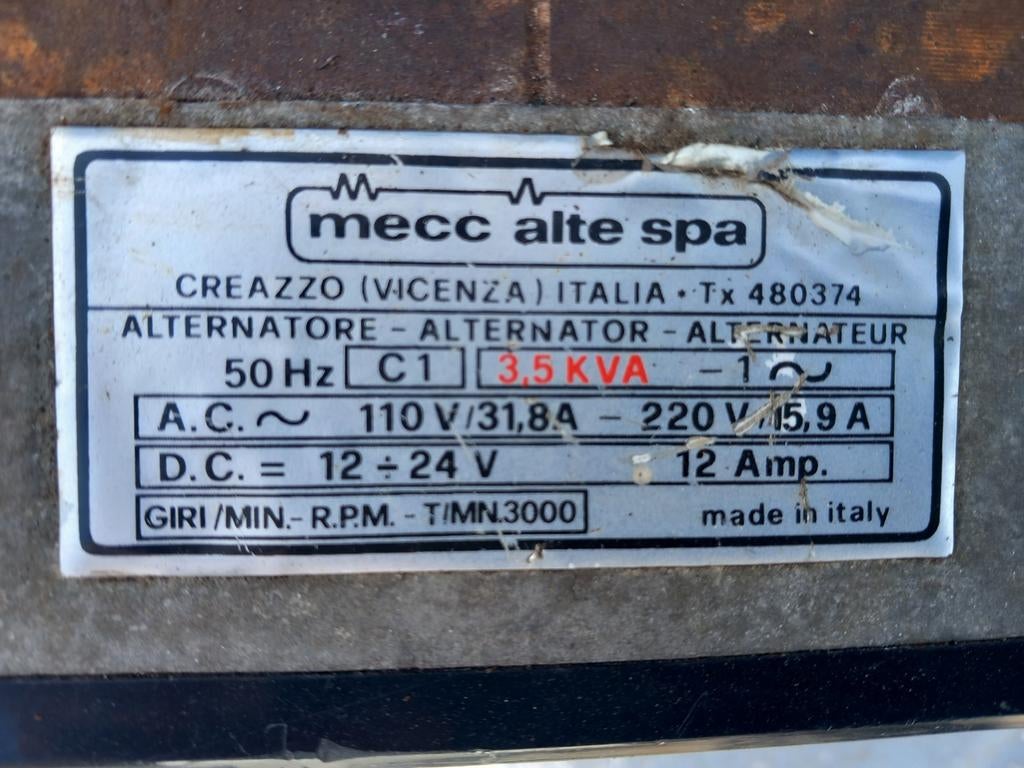 mecc alte spa
CREAZZO (VICENZA) ITALIA • Tx 480374
ALTERNATORE - ALTERNATOR - ALTERNATEUR
50 Hz C1 3,5 KVA - 1 ~
A.C. ~ 110 V/31,8A - 220 V/15,9 A
D.C. = 12 ÷ 24 V 12 Amp.
GIRI/MIN.- R.P.M. - T/MN.3000 made in italy